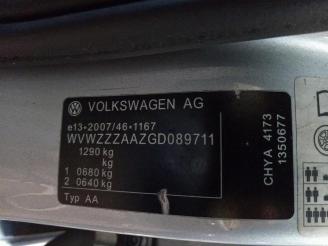 VOLKSWAGEN AG
e13*2007/46*1167
WVWZZZAAZGD089711
1290 kg
kg
1 0680 kg
2 0640 kg
Typ AA
CHYA 4173
1350677